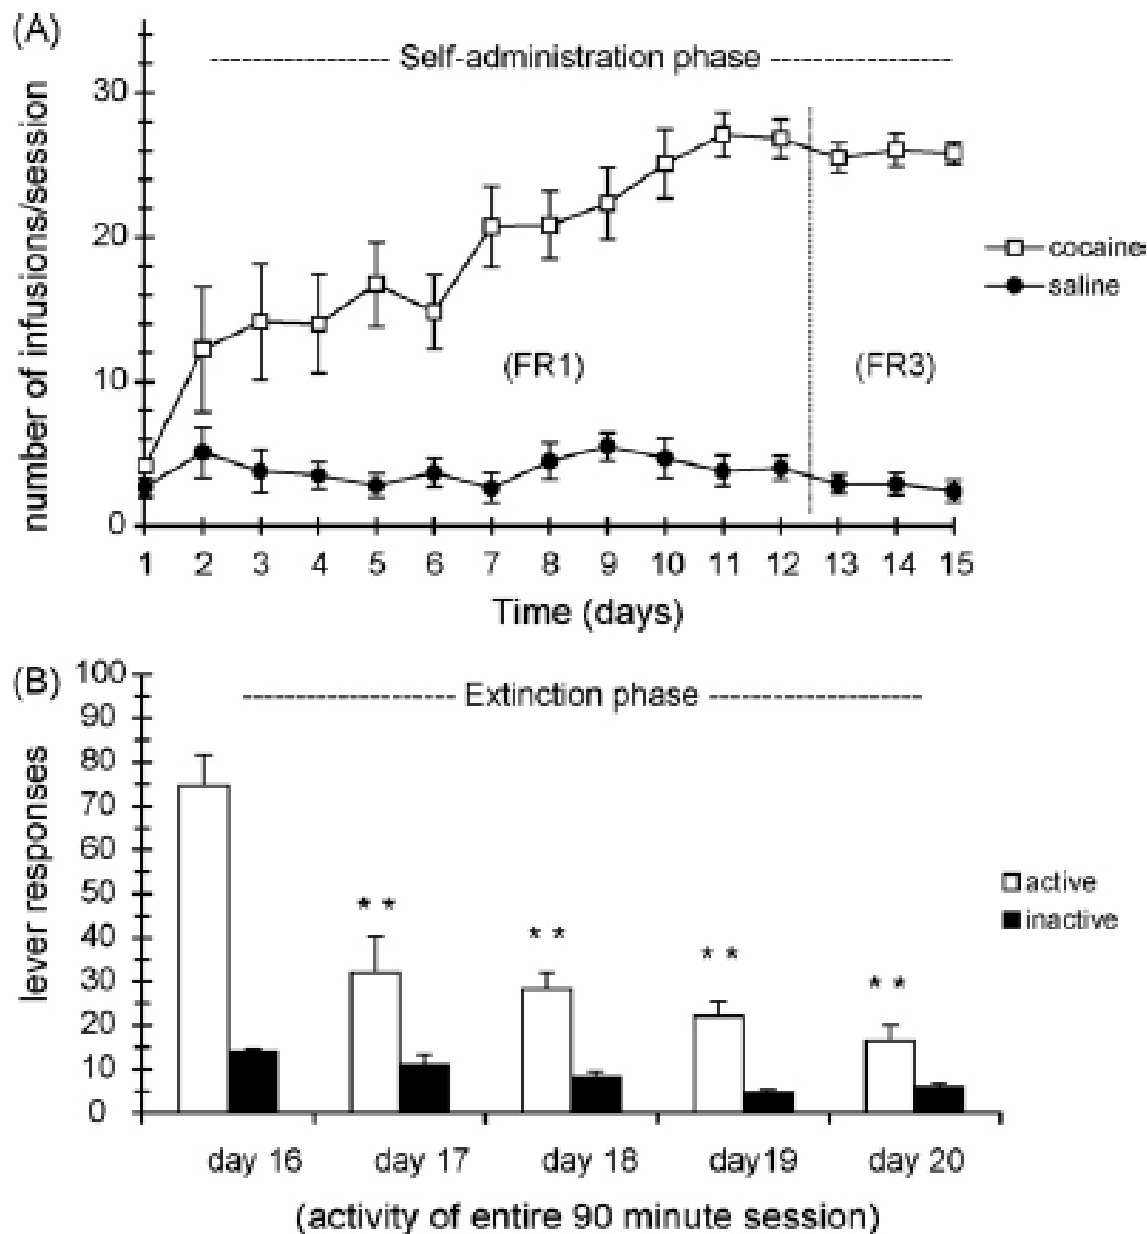 (A)
Self-administration phase
number of infusions/session
30
20
10
0
(FR1)
(FR3)
cocaine
saline
1 2 3 4 5 6 7 8 9 10 11 12 13 14 15
Time (days)
(B)
Extinction phase
lever responses
100
90
80
70
60
50
40
30
20
10
0
* *
* *
* *
* *
active
inactive
day 16 day 17 day 18 day19 day 20
(activity of entire 90 minute session)